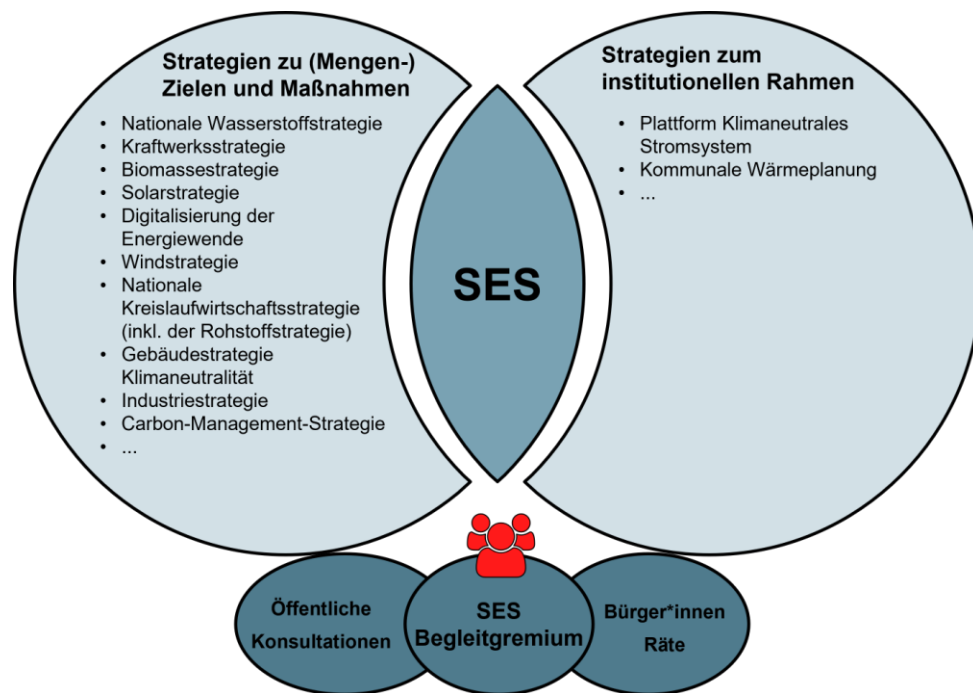 Strategien zu (Mengen-)
Zielen und Maßnahmen
• Nationale Wasserstoffstrategie
• Kraftwerksstrategie
• Biomassestrategie
• Solarstrategie
• Digitalisierung der
Energiewende
• Windstrategie
• Nationale
Kreislaufwirtschaftsstrategie
(inkl. der Rohstoffstrategie)
• Gebäudestrategie
Klimaneutralität
• Industriestrategie
• Carbon-Management-Strategie
• ...
SES
Strategien zum
institutionellen Rahmen
• Plattform Klimaneutrales
Stromsystem
• Kommunale Wärmeplanung
• ...
Öffentliche
Konsultationen
SES
Begleitgremium
Bürger*innen
Räte